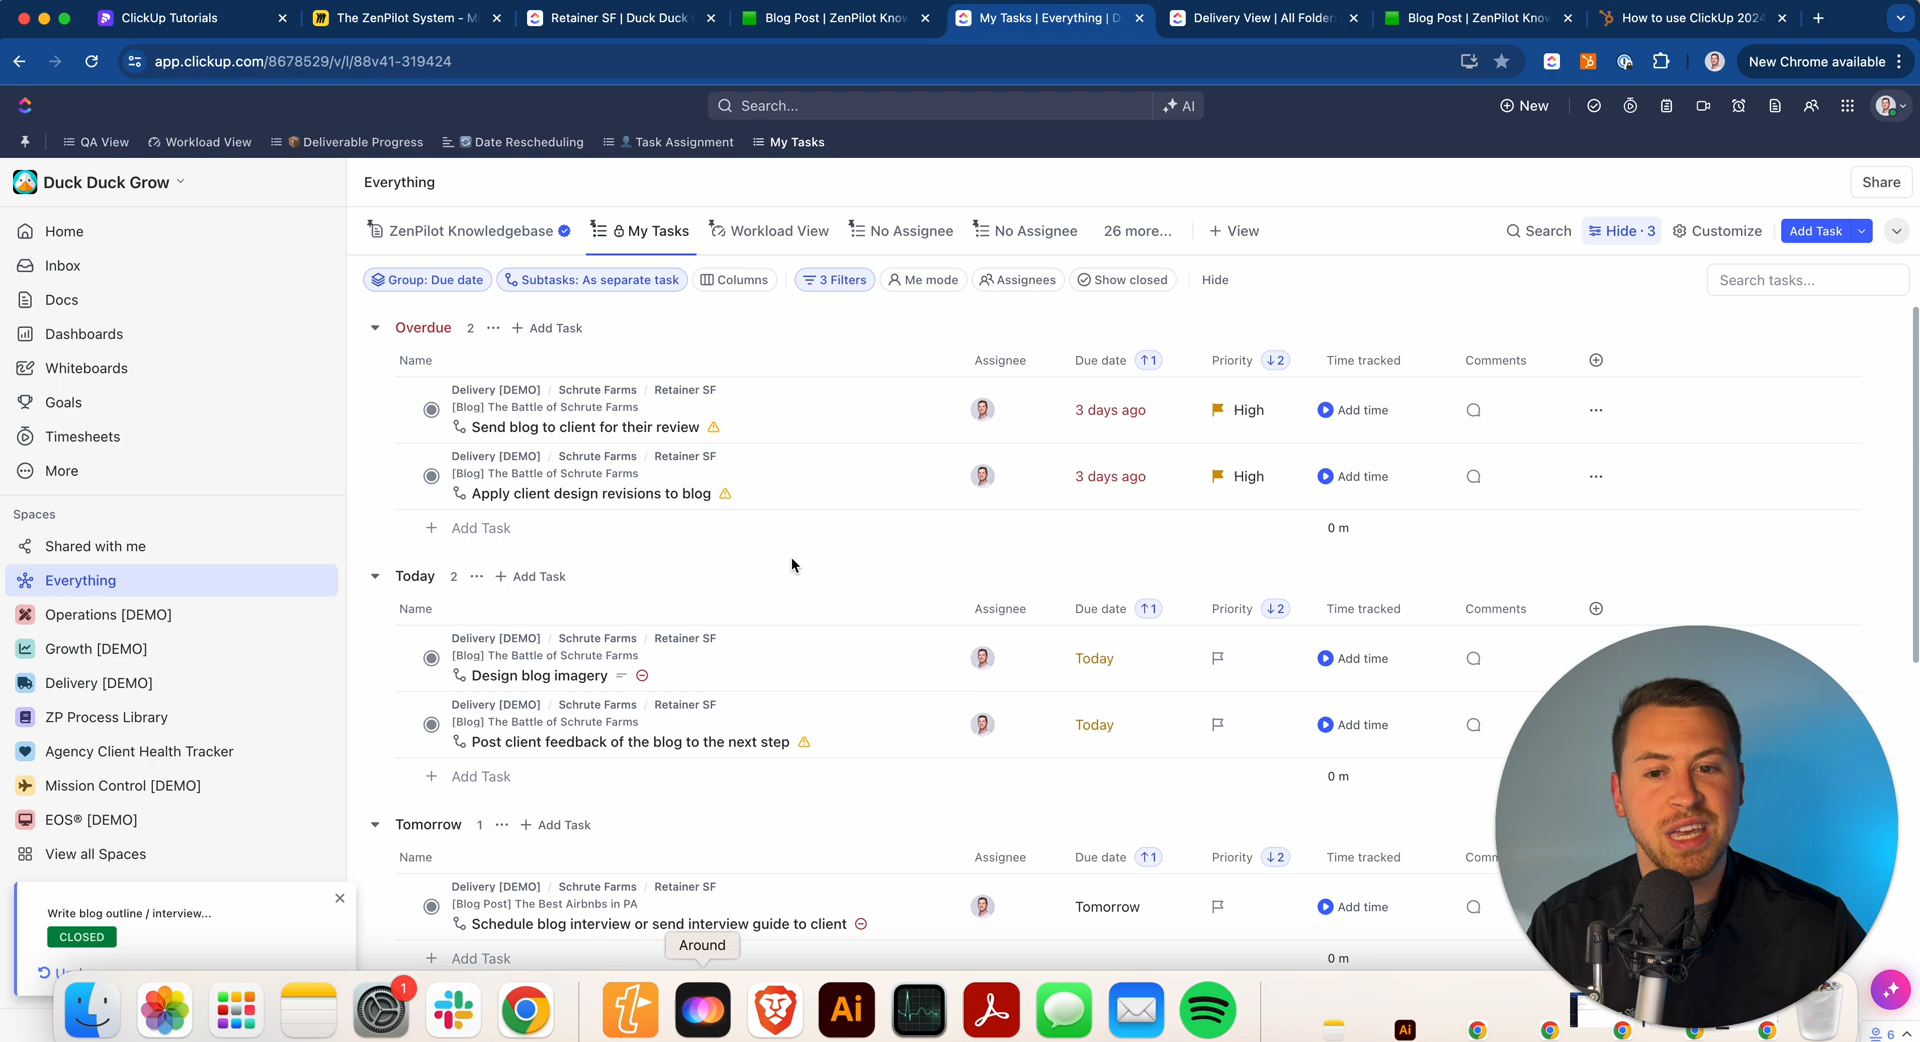 ClickUp Tutorials
The ZenPilot System - M
Retainer SF | Duck Duck
Blog Post | ZenPilot Kno
My Tasks | Everything | D
Delivery View | All Folder
Blog Post | ZenPilot Kno
How to use ClickUp 202
app.clickup.com/8678529/v/l/88v41-319424
New Chrome available
Search...
AI
New
QA View
Workload View
Deliverable Progress
Date Rescheduling
Task Assignment
My Tasks
Duck Duck Grow
Everything
Share
Home
Inbox
Docs
Dashboards
Whiteboards
Goals
Timesheets
More
Spaces
Shared with me
Everything
Operations [DEMO]
Growth [DEMO]
Delivery [DEMO]
ZP Process Library
Agency Client Health Tracker
Mission Control [DEMO]
EOS® [DEMO]
View all Spaces
ZenPilot Knowledgebase
My Tasks
Workload View
No Assignee
No Assignee
26 more...
+ View
Search
Hide · 3
Customize
Add Task
Group: Due date
Subtasks: As separate task
Columns
3 Filters
Me mode
Assignees
Show closed
Hide
Search tasks...
Overdue 2 ... + Add Task
Name Assignee Due date ↑1 Priority ↓2 Time tracked Comments
Delivery [DEMO] / Schrute Farms / Retainer SF
[Blog] The Battle of Schrute Farms
Send blog to client for their review
3 days ago High Add time
Delivery [DEMO] / Schrute Farms / Retainer SF
[Blog] The Battle of Schrute Farms
Apply client design revisions to blog
3 days ago High Add time
+ Add Task 0 m
Today 2 ... + Add Task
Name Assignee Due date ↑1 Priority ↓2 Time tracked Comments
Delivery [DEMO] / Schrute Farms / Retainer SF
[Blog] The Battle of Schrute Farms
Design blog imagery
Today Add time
Delivery [DEMO] / Schrute Farms / Retainer SF
[Blog] The Battle of Schrute Farms
Post client feedback of the blog to the next step
Today Add time
+ Add Task 0 m
Tomorrow 1 ... + Add Task
Name Assignee Due date ↑1 Priority ↓2 Time tracked Comm
Delivery [DEMO] / Schrute Farms / Retainer SF
[Blog Post] The Best Airbnbs in PA
Schedule blog interview or send interview guide to client
Tomorrow Add time
+ Add Task 0 m
Write blog outline / interview...
CLOSED
Around
1
Ai
Ai
6